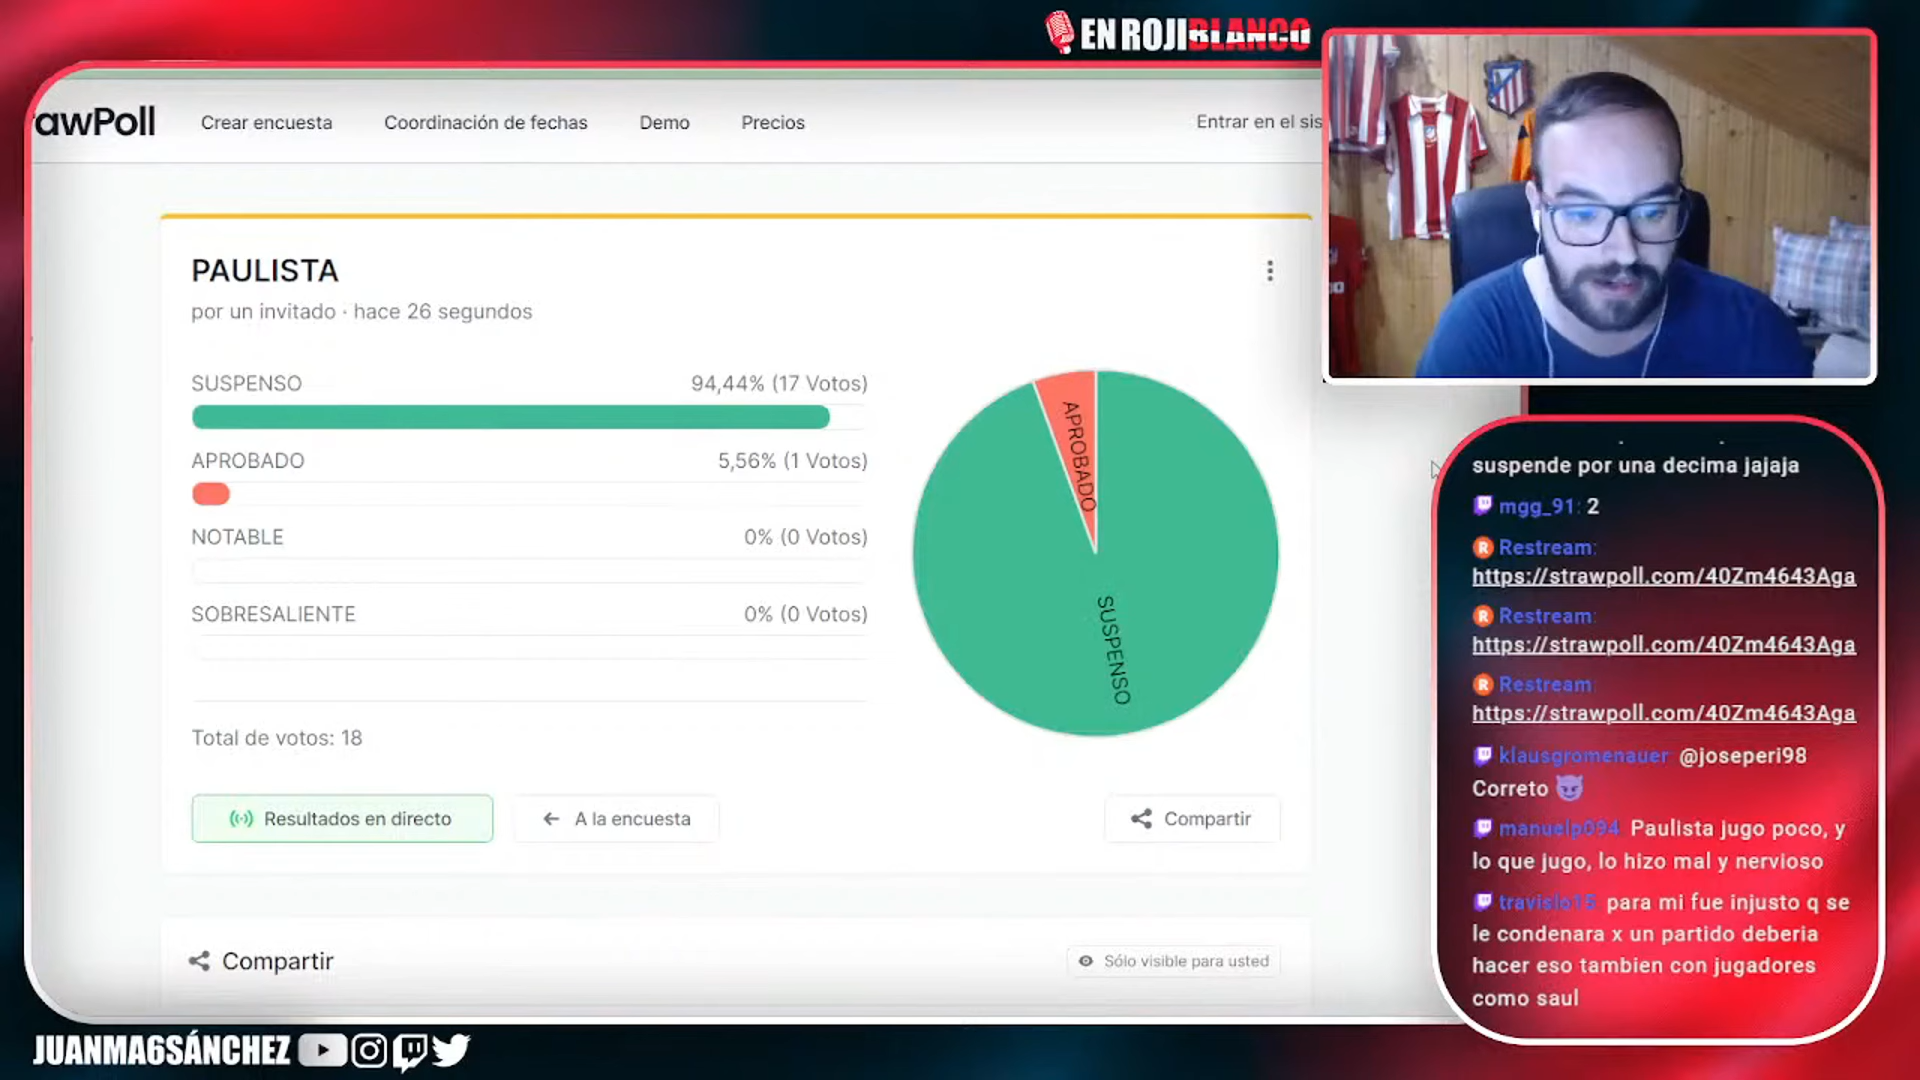 EN ROJIBLANCO
rawPoll
Crear encuesta
Coordinación de fechas
Demo
Precios
Entrar en el sis
PAULISTA
por un invitado · hace 26 segundos
SUSPENSO
94,44% (17 Votos)
APROBADO
5,56% (1 Votos)
NOTABLE
0% (0 Votos)
SOBRESALIENTE
0% (0 Votos)
Total de votos: 18
APROBADO
SUSPENSO
Resultados en directo
A la encuesta
Compartir
Compartir
Sólo visible para usted
suspende por una decima jajaja
mgg_91: 2
Restream:
https://strawpoll.com/40Zm4643Aga
Restream:
https://strawpoll.com/40Zm4643Aga
Restream:
https://strawpoll.com/40Zm4643Aga
klausgromenauer: @joseperi98
Correto
manuelp094: Paulista jugo poco, y
lo que jugo, lo hizo mal y nervioso
travislo15: para mi fue injusto q se
le condenara x un partido deberia
hacer eso tambien con jugadores
como saul
JUANMA6SÁNCHEZ